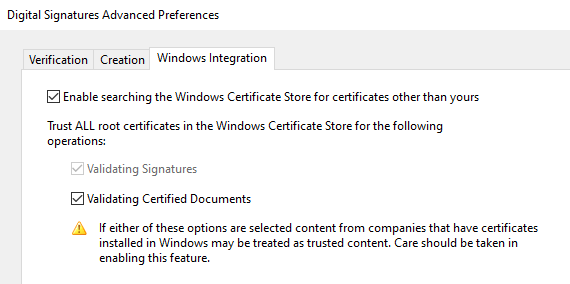 Digital Signatures Advanced Preferences
Verification Creation Windows Integration
Enable searching the Windows Certificate Store for certificates other than yours
Trust ALL root certificates in the Windows Certificate Store for the following
operations:
Validating Signatures
Validating Certified Documents
If either of these options are selected content from companies that have certificates
installed in Windows may be treated as trusted content. Care should be taken in
enabling this feature.